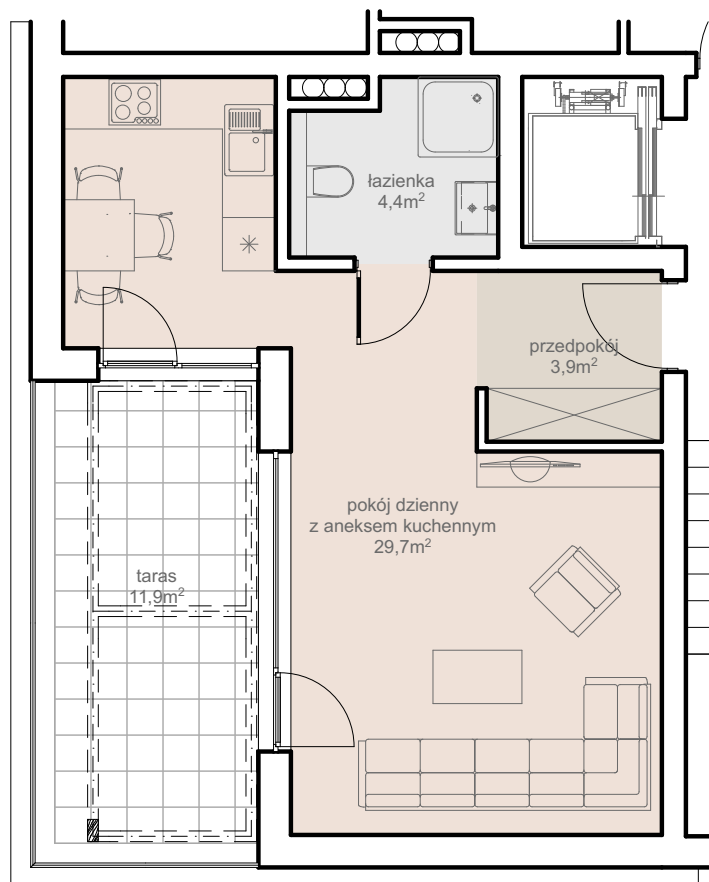 łazienka
4,4m²
przedpokój
3,9m²
pokój dzienny
z aneksem kuchennym
29,7m²
taras
11,9m²